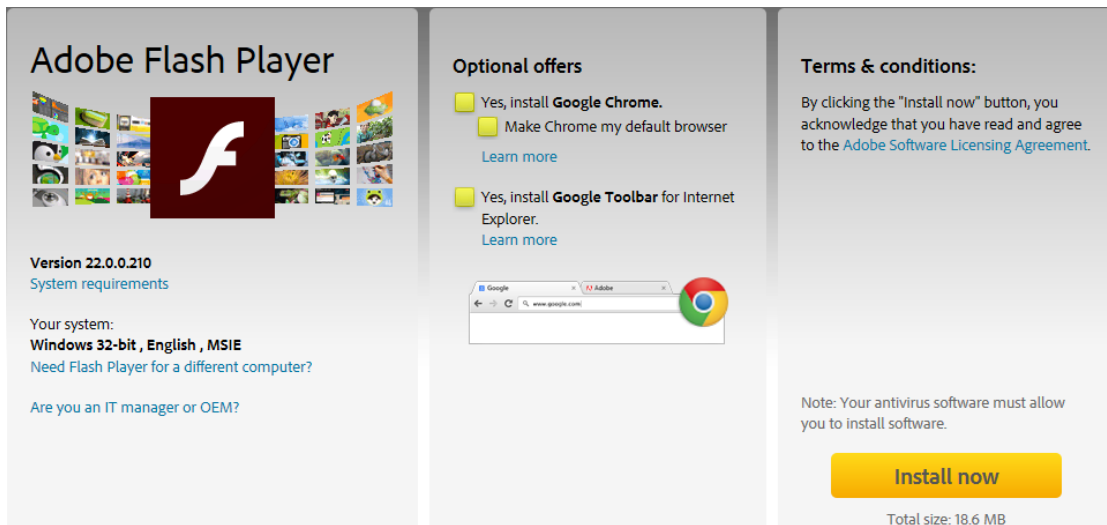 Adobe Flash Player
Version 22.0.0.210
System requirements
Your system:
Windows 32-bit , English , MSIE
Need Flash Player for a different computer?
Are you an IT manager or OEM?
Optional offers
Yes, install Google Chrome.
Make Chrome my default browser
Learn more
Yes, install Google Toolbar for Internet
Explorer.
Learn more
Google
Adobe
www.google.com
Terms & conditions:
By clicking the "Install now" button, you
acknowledge that you have read and agree
to the Adobe Software Licensing Agreement.
Note: Your antivirus software must allow
you to install software.
Install now
Total size: 18.6 MB